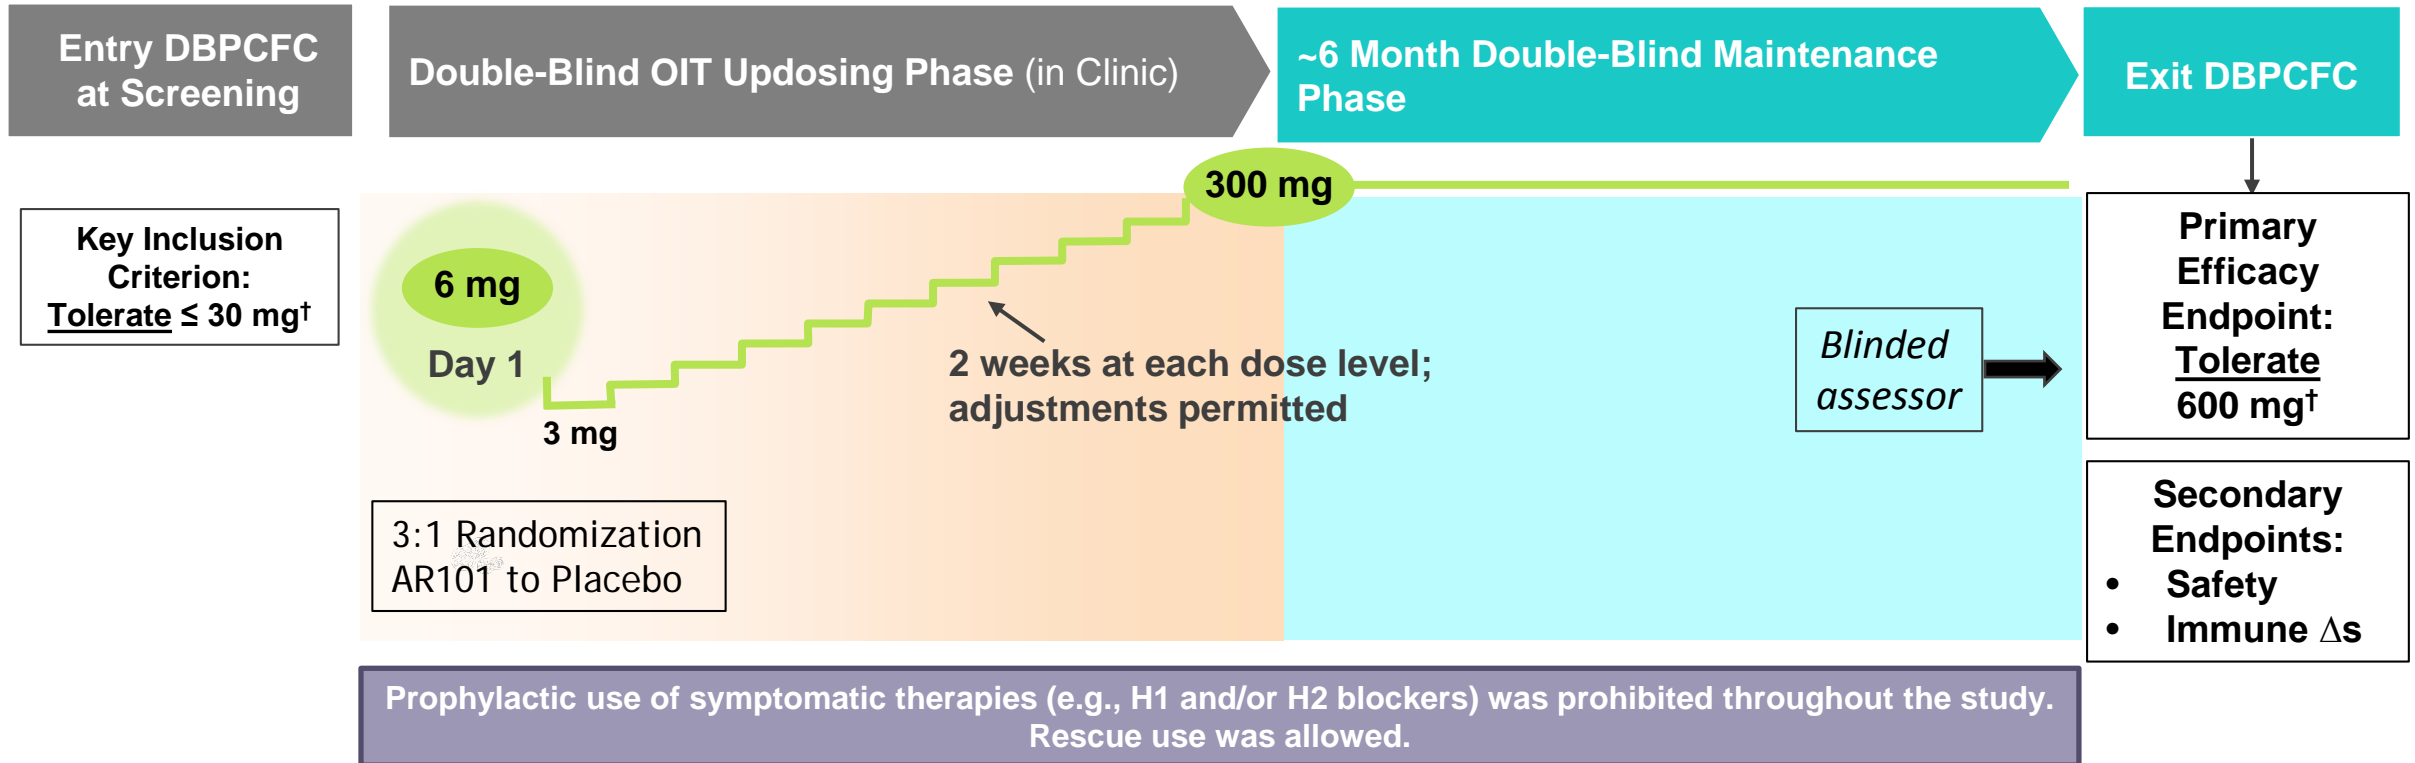 Entry DBPCFC
at Screening
Double-Blind OIT Updosing Phase (in Clinic)
~6 Month Double-Blind Maintenance
Phase
Exit DBPCFC
Key Inclusion
Criterion:
Tolerate ≤ 30 mg†
6 mg
Day 1
3 mg
300 mg
2 weeks at each dose level;
adjustments permitted
3:1 Randomization
AR101 to Placebo
Blinded
assessor
Primary
Efficacy
Endpoint:
Tolerate
600 mg†
Secondary
Endpoints:
• Safety
• Immune Δs
Prophylactic use of symptomatic therapies (e.g., H1 and/or H2 blockers) was prohibited throughout the study.
Rescue use was allowed.